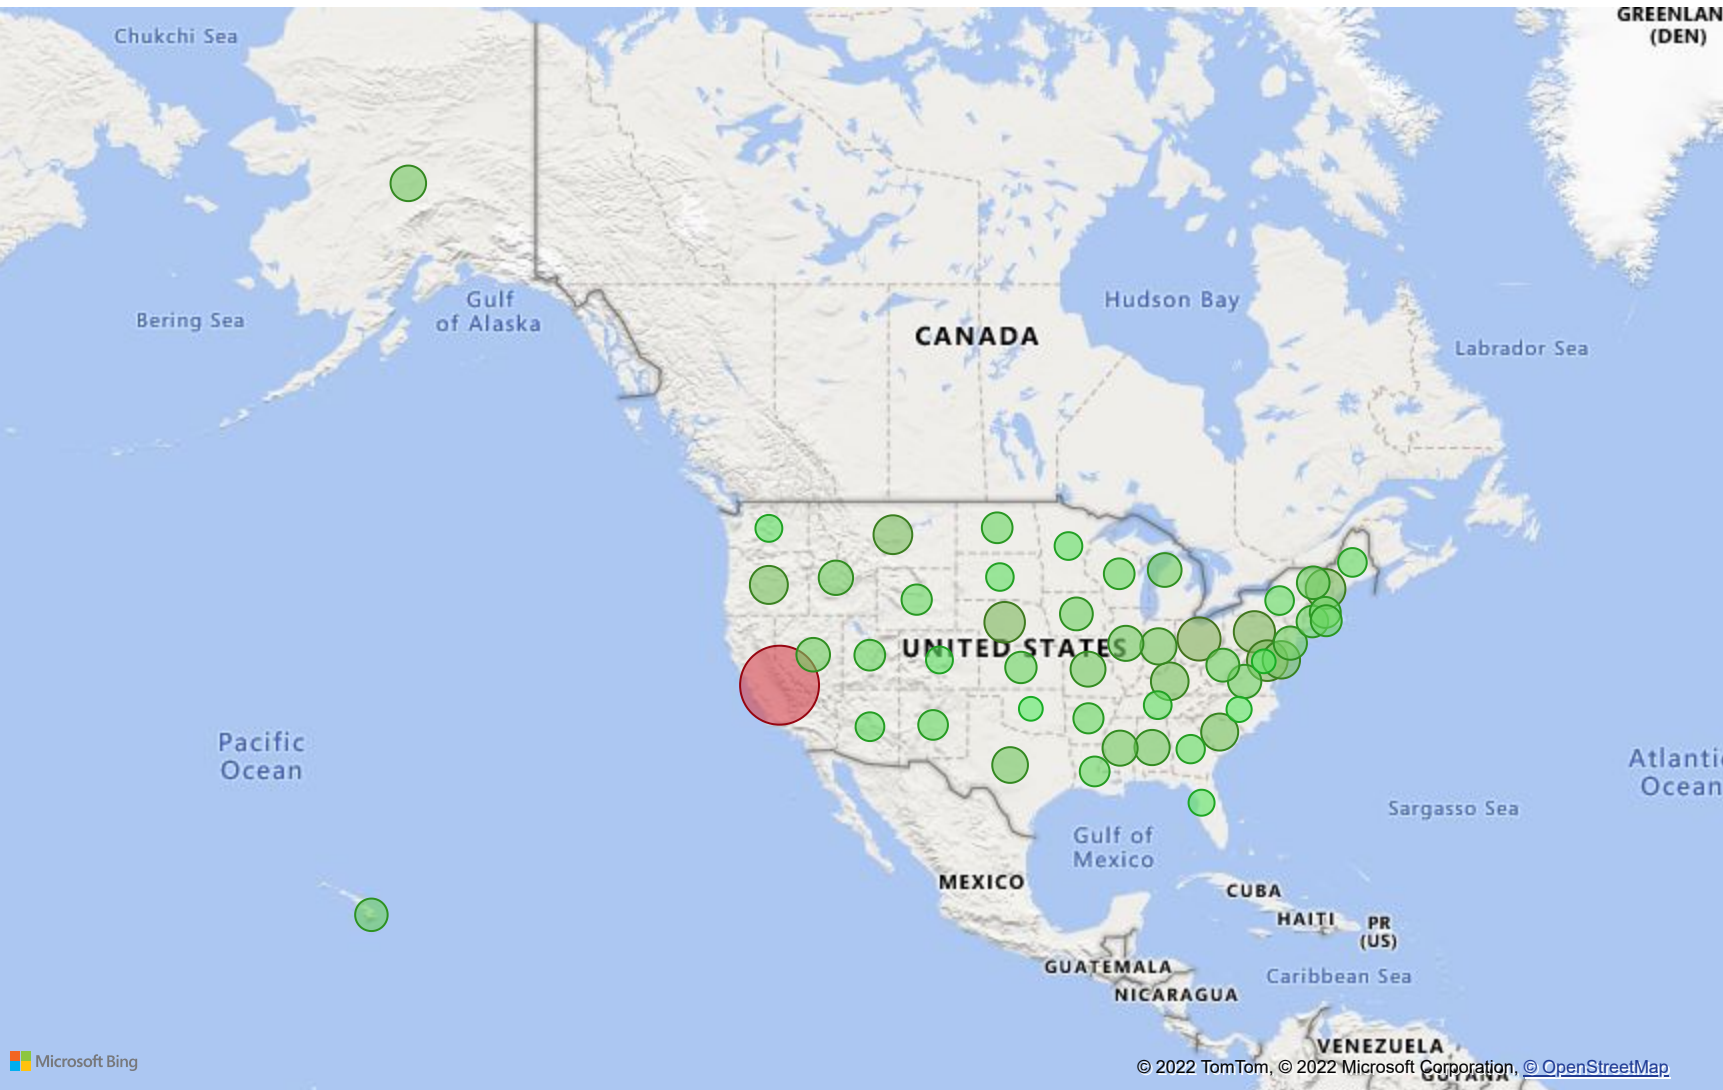 GREENLAN
(DEN)
Chukchi Sea
Gulf
of Alaska
Bering Sea
Hudson Bay
CANADA
Labrador Sea
UNITED STATES
Pacific
Ocean
Atlantic
Ocean
Sargasso Sea
Gulf of
Mexico
MEXICO
CUBA
HAITI
PR
(US)
GUATEMALA
Caribbean Sea
NICARAGUA
VENEZUELA
GUYANA
Microsoft Bing
© 2022 TomTom, © 2022 Microsoft Corporation, © OpenStreetMap